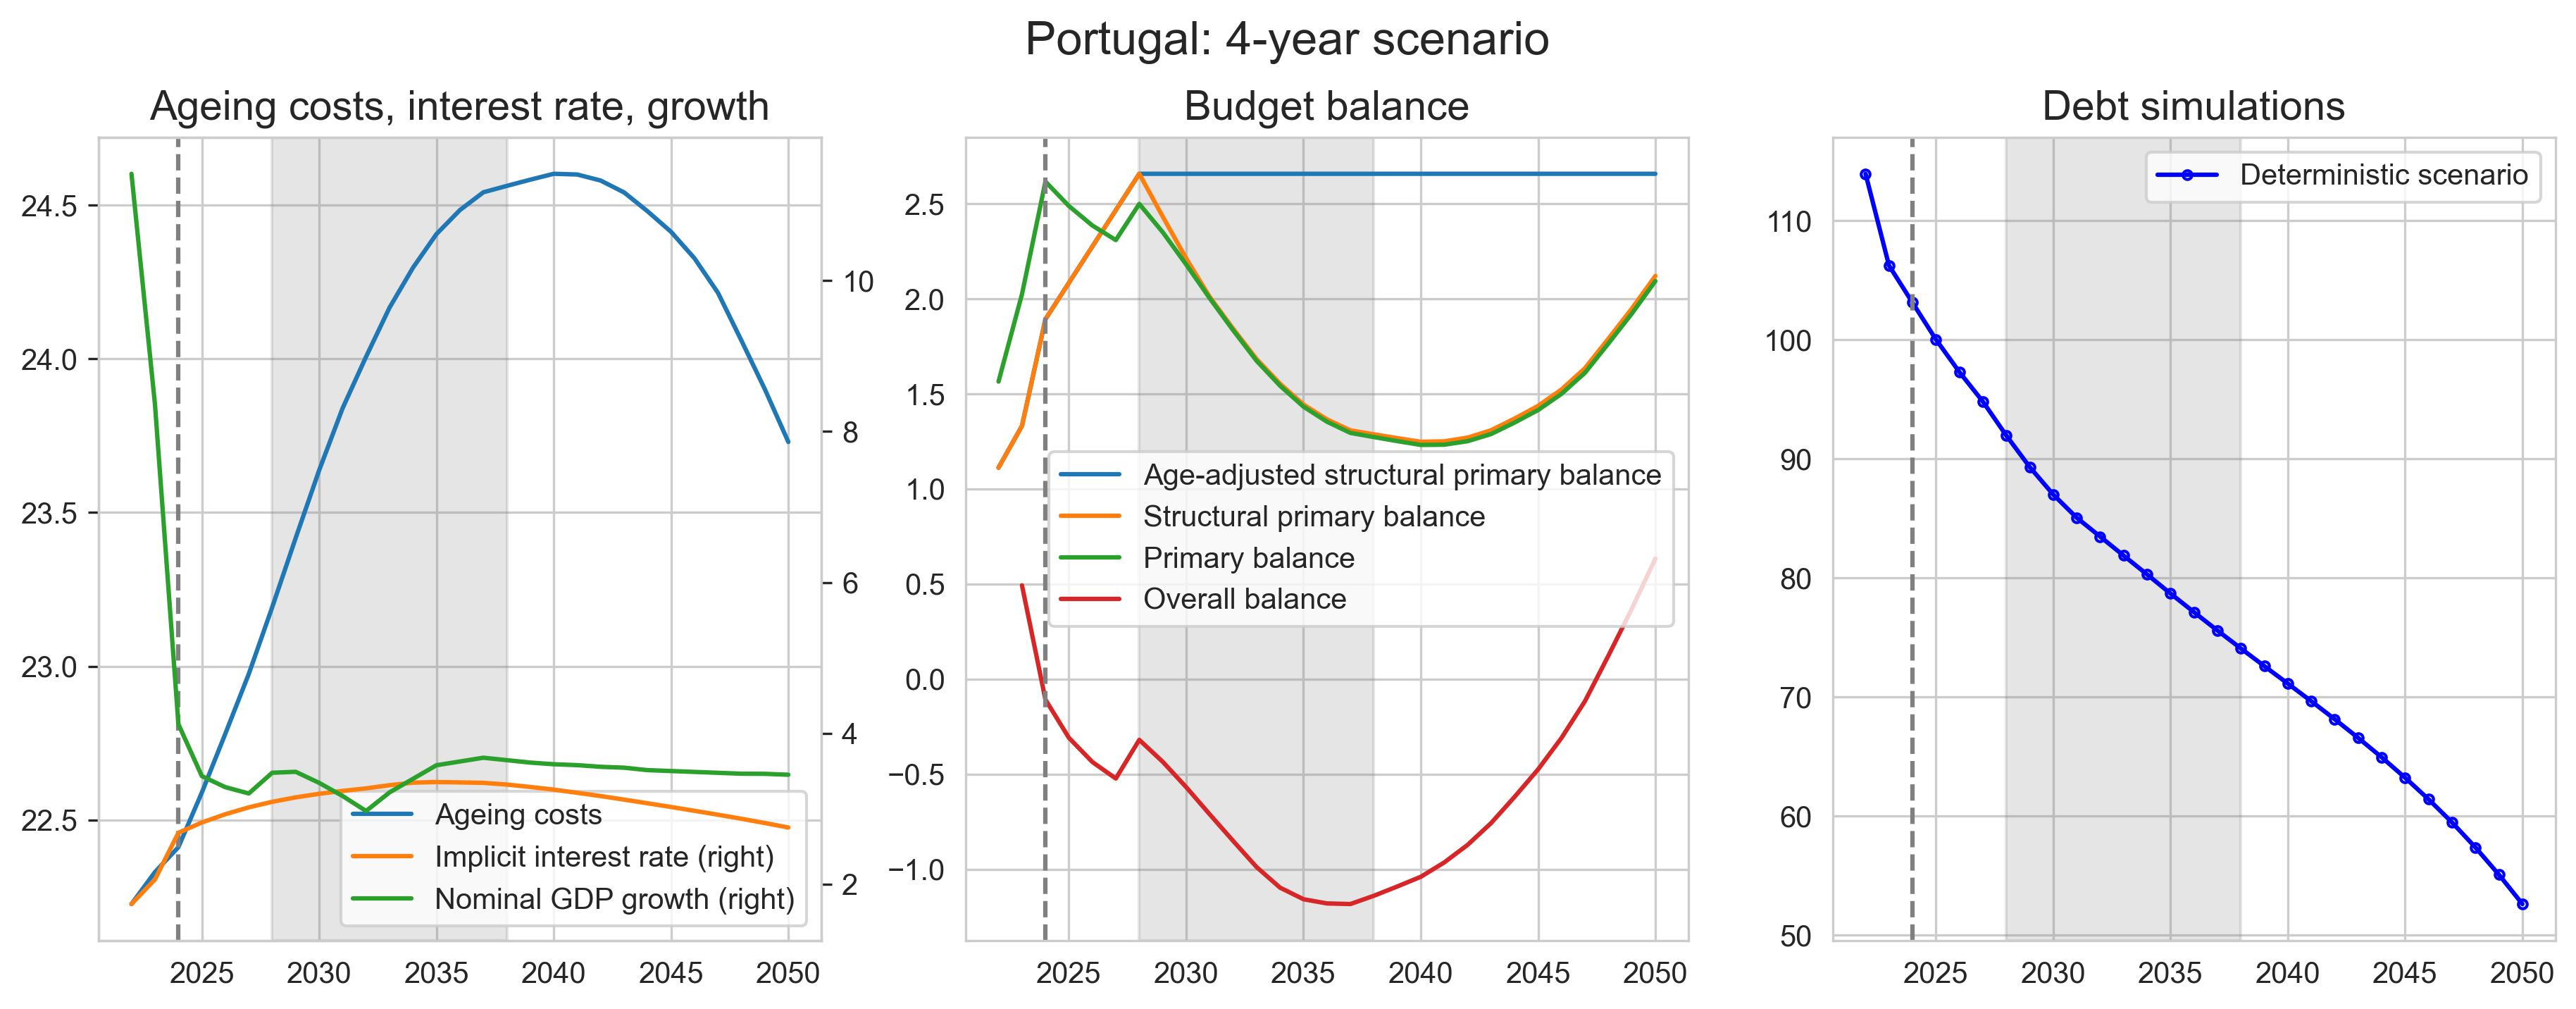 Portugal: 4-year scenario
Ageing costs, interest rate, growth
24.5
24.0
23.5
23.0
22.5
10
8
6
4
2
2025 2030 2035 2040 2045 2050
Ageing costs
Implicit interest rate (right)
Nominal GDP growth (right)
Budget balance
2.5
2.0
1.5
1.0
0.5
0.0
−0.5
−1.0
2025 2030 2035 2040 2045 2050
Age-adjusted structural primary balance
Structural primary balance
Primary balance
Overall balance
Debt simulations
Deterministic scenario
110
100
90
80
70
60
50
2025 2030 2035 2040 2045 2050